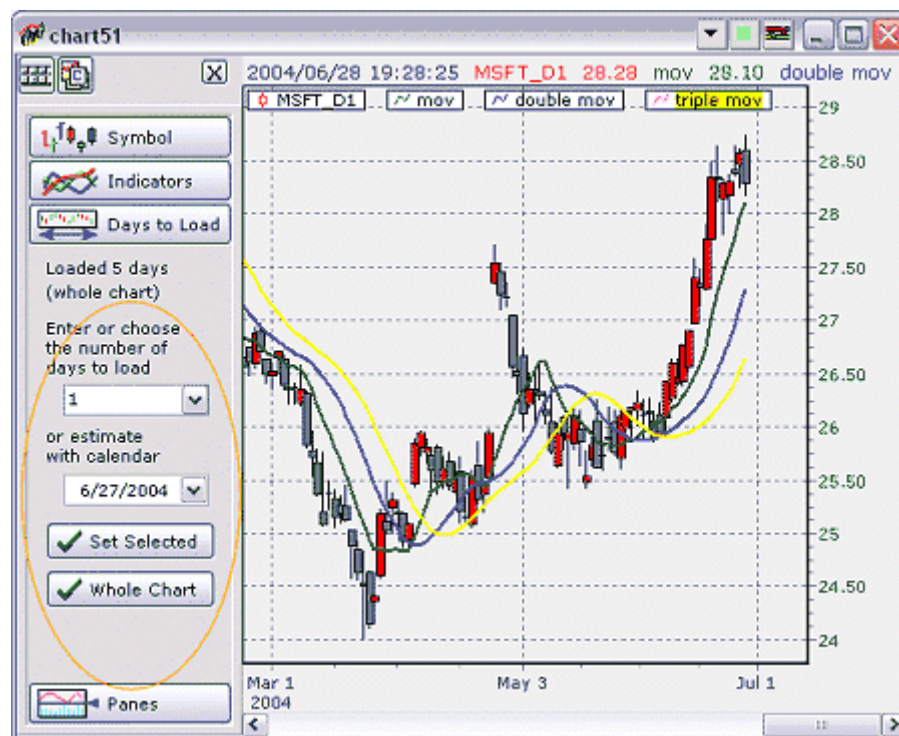 chart51
2004/06/28 19:28:25 MSFT_D1 28.28 mov 28.10 double mov
MSFT_D1 mov double mov triple mov
Symbol
Indicators
Days to Load
Loaded 5 days
(whole chart)
Enter or choose
the number of
days to load
1
or estimate
with calendar
6/27/2004
Set Selected
Whole Chart
Panes
29
28.50
28
27.50
27
26.50
26
25.50
25
24.50
24
Mar 1 May 3 Jul 1
2004